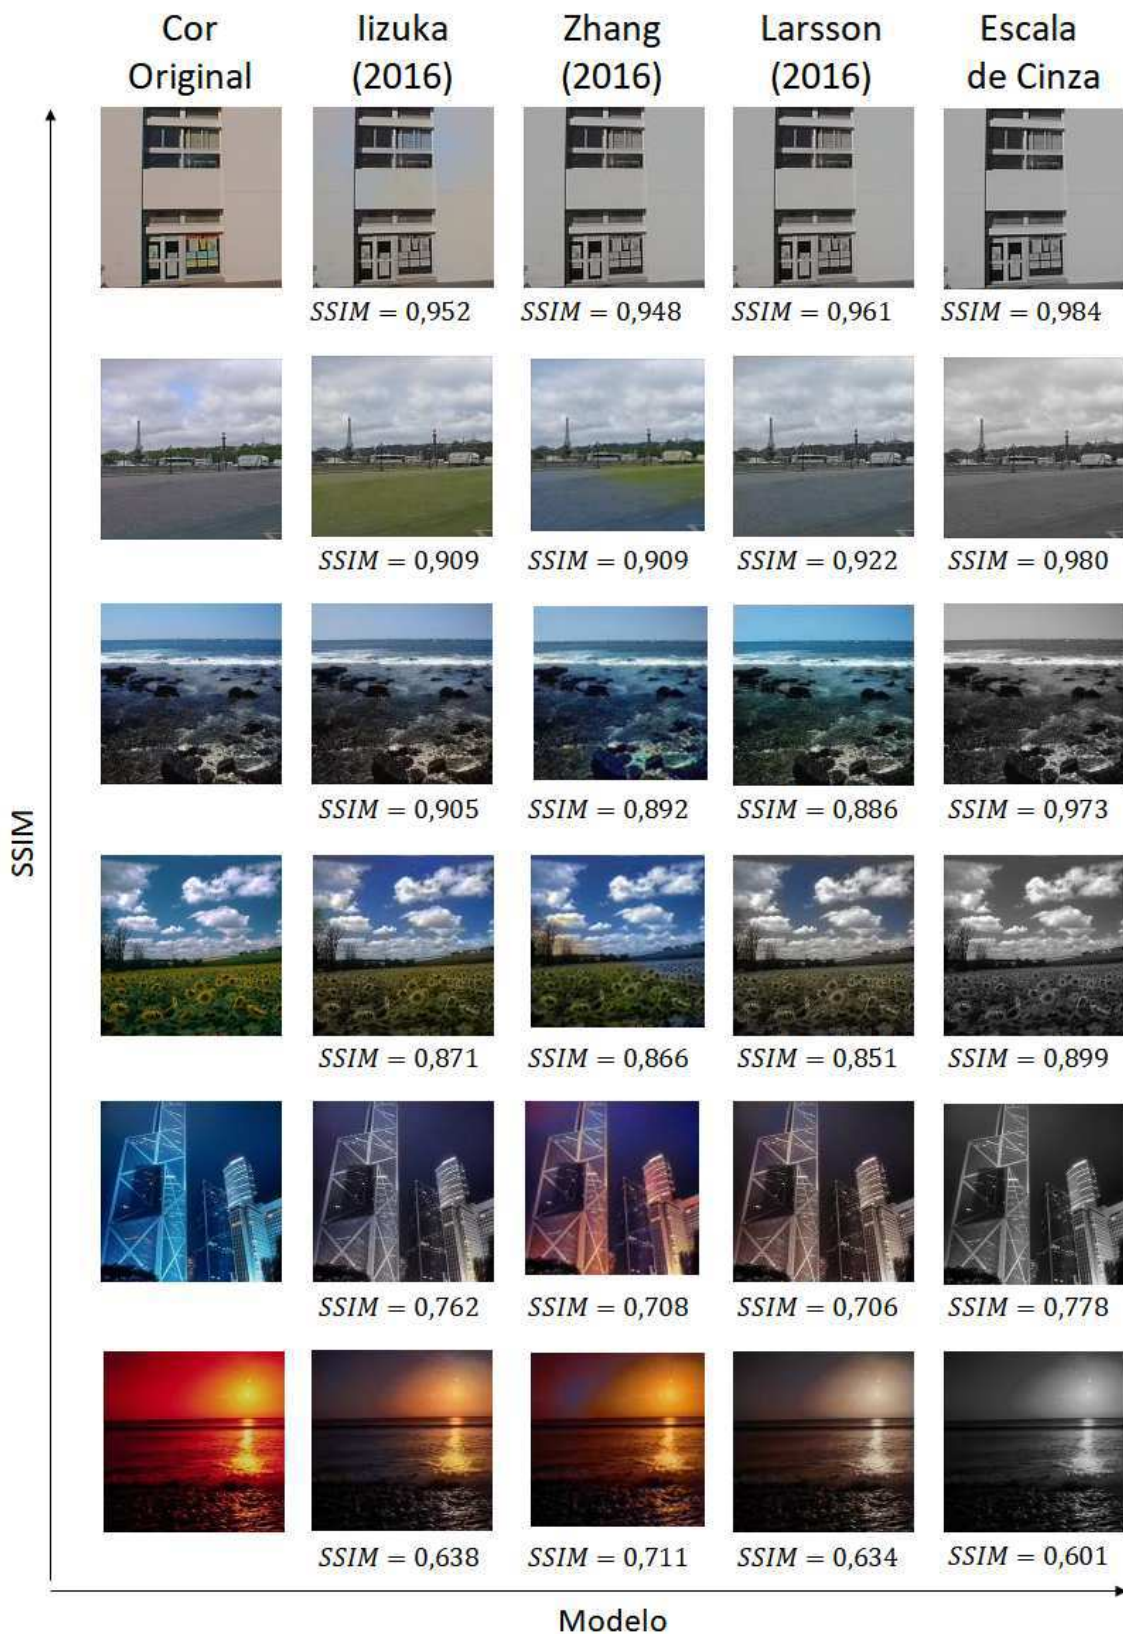 Cor Original
Iizuka (2016)
Zhang (2016)
Larsson (2016)
Escala de Cinza
SSIM = 0,952
SSIM = 0,948
SSIM = 0,961
SSIM = 0,984
SSIM = 0,909
SSIM = 0,909
SSIM = 0,922
SSIM = 0,980
SSIM = 0,905
SSIM = 0,892
SSIM = 0,886
SSIM = 0,973
SSIM
SSIM = 0,871
SSIM = 0,866
SSIM = 0,851
SSIM = 0,899
SSIM = 0,762
SSIM = 0,708
SSIM = 0,706
SSIM = 0,778
SSIM = 0,638
SSIM = 0,711
SSIM = 0,634
SSIM = 0,601
Modelo